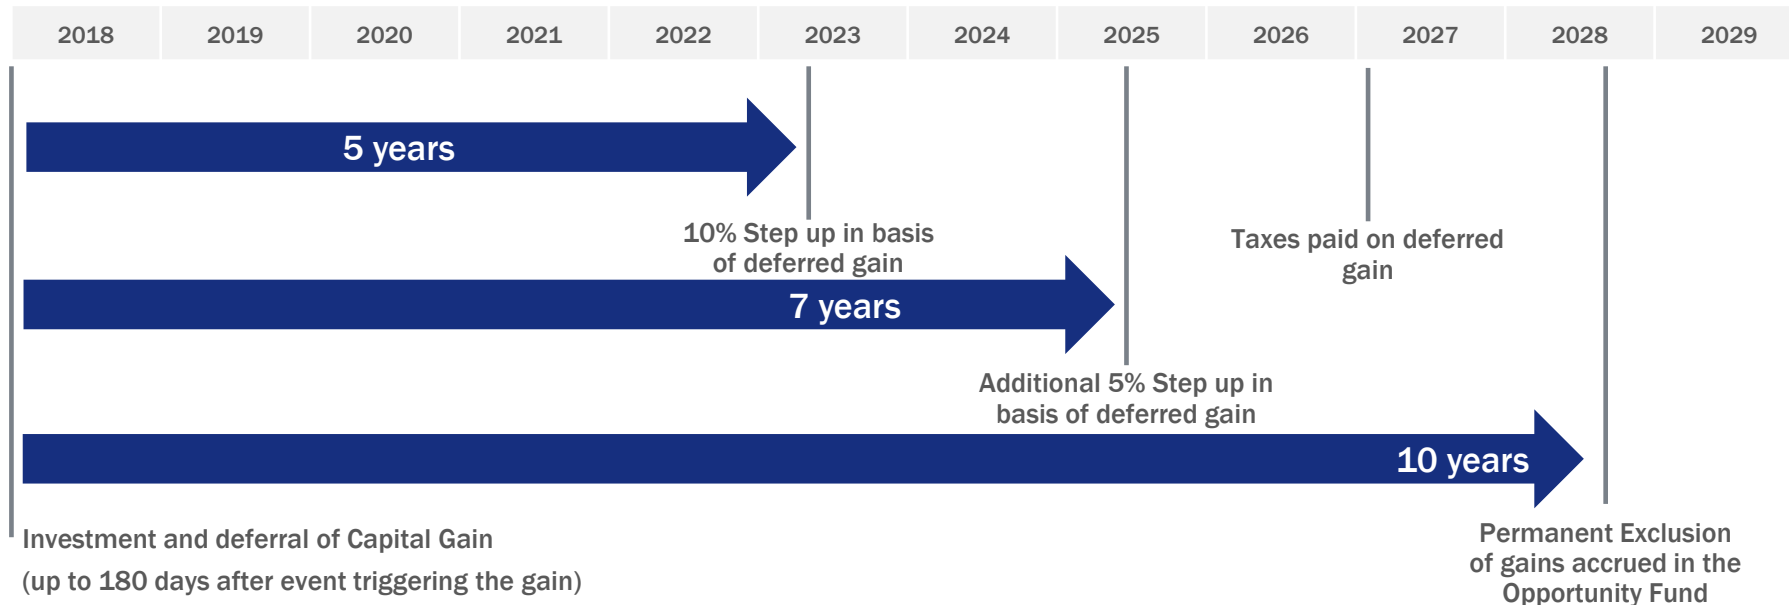 2018 2019 2020 2021 2022 2023 2024 2025 2026 2027 2028 2029
5 years
10% Step up in basis
of deferred gain
Taxes paid on deferred
gain
7 years
Additional 5% Step up in
basis of deferred gain
10 years
Investment and deferral of Capital Gain
(up to 180 days after event triggering the gain)
Permanent Exclusion
of gains accrued in the
Opportunity Fund